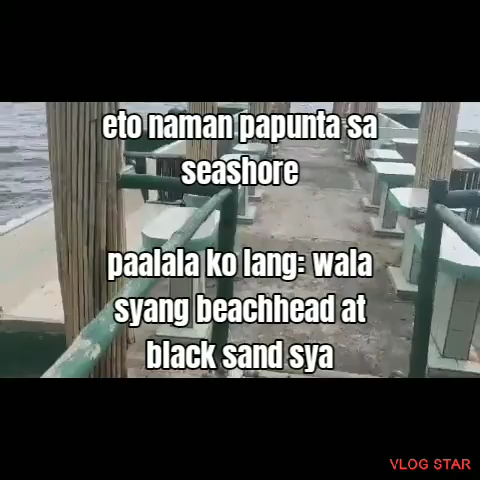 eto naman papunta sa
seashore
paalala ko lang: wala
syang beachhead at
black sand sya
VLOG STAR